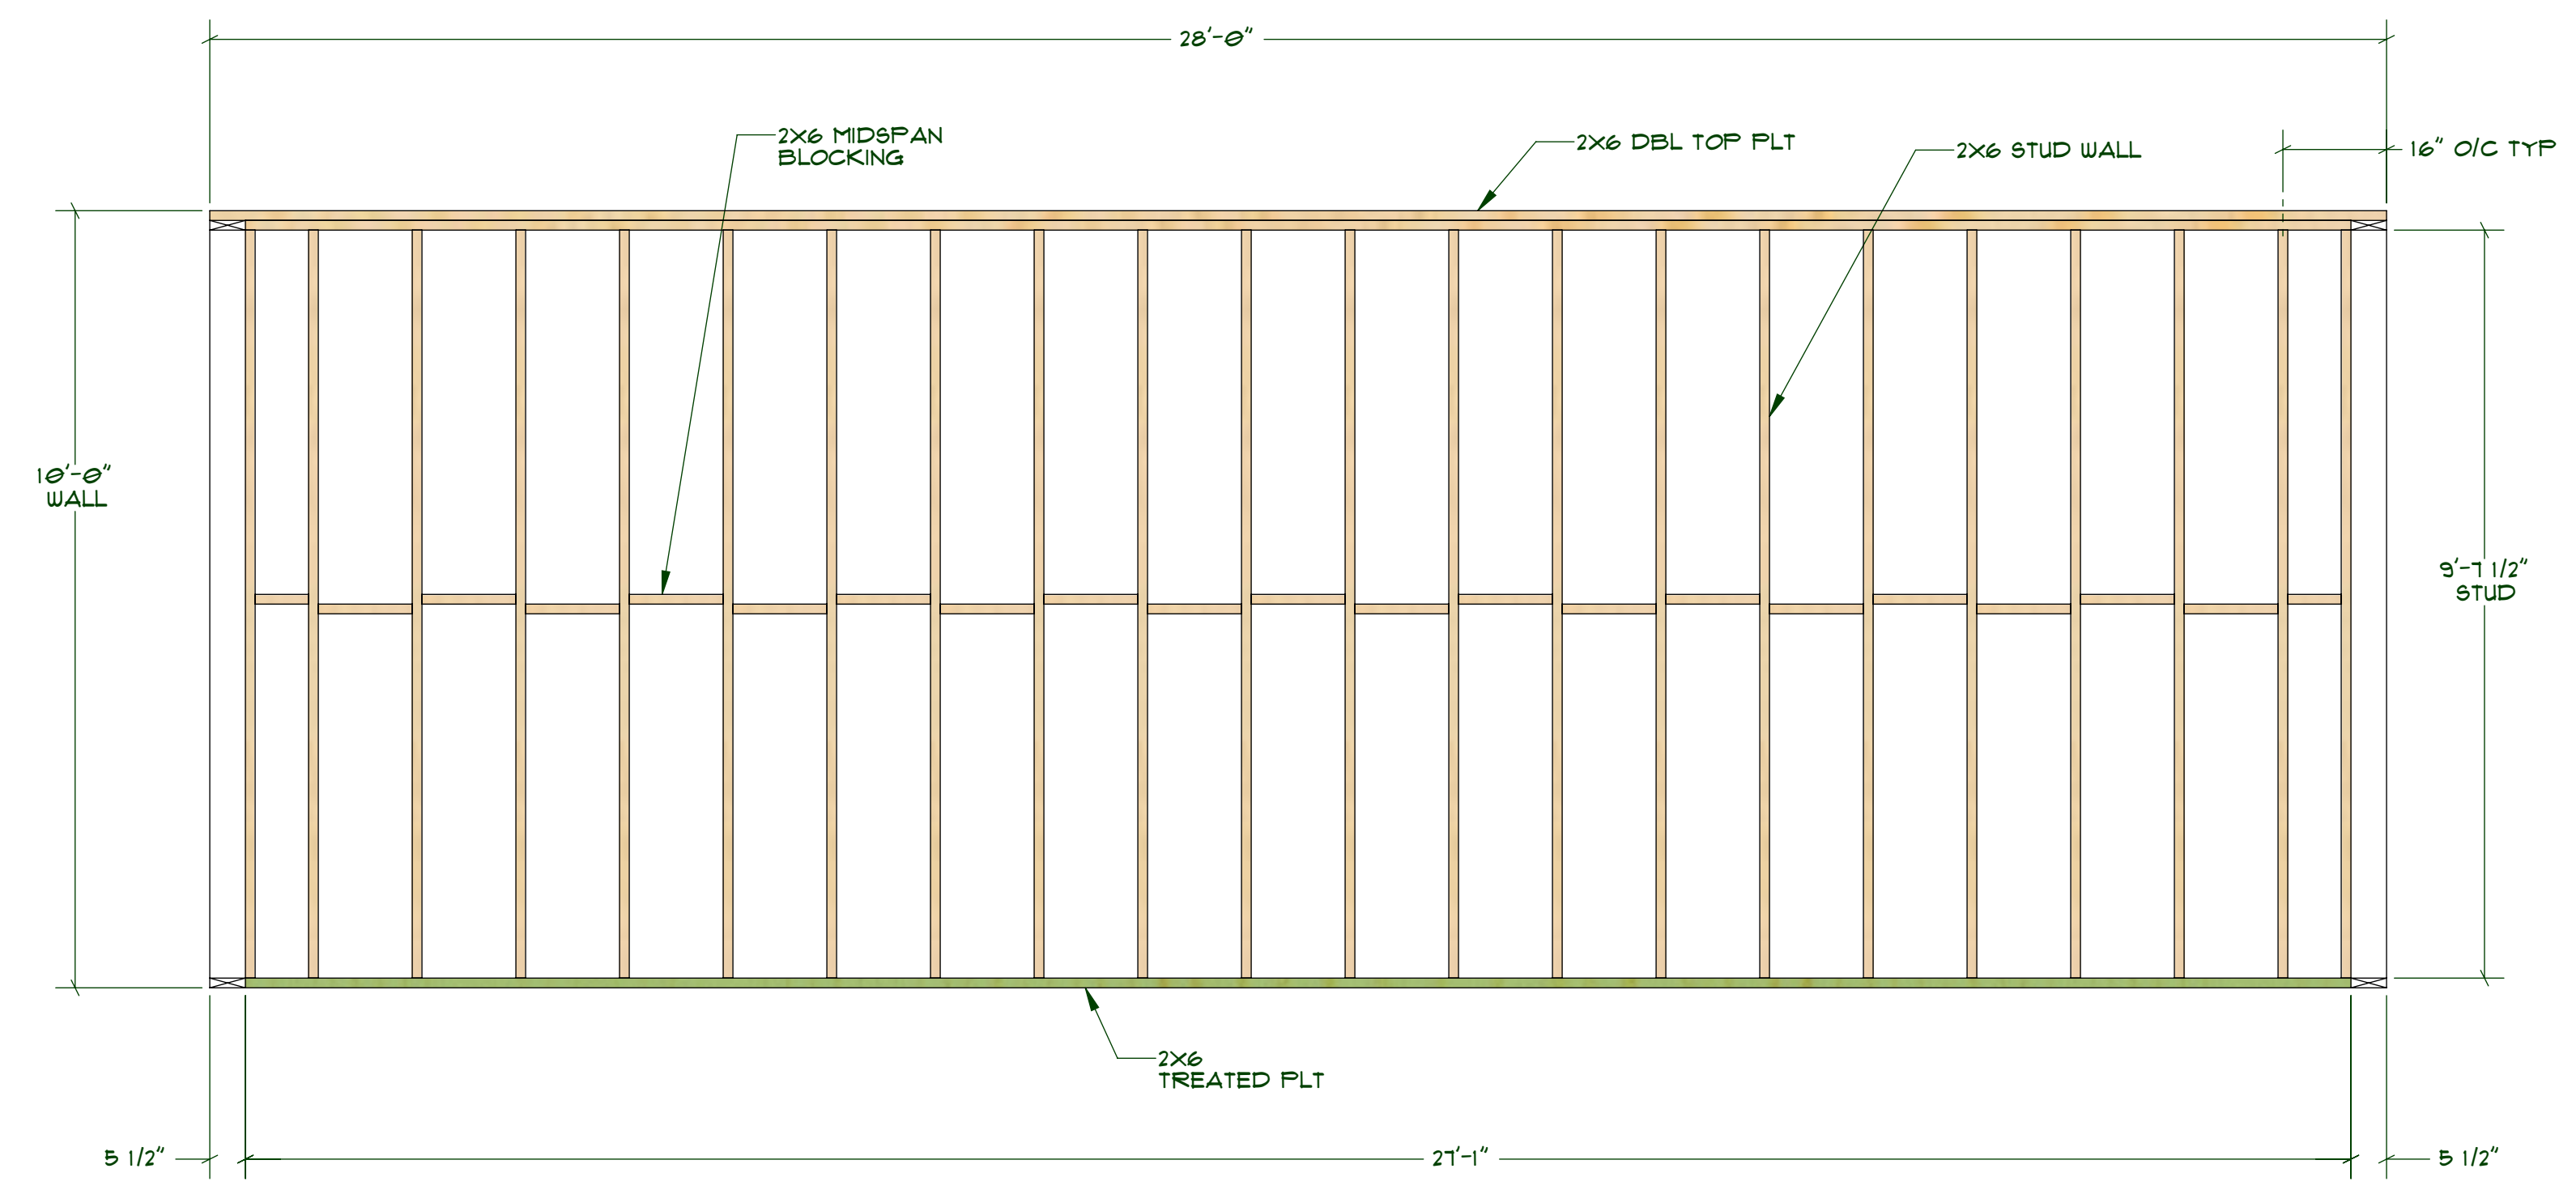 28'-0"
2X6 MIDSPAN
BLOCKING
2X6 DBL TOP PLT
2X6 STUD WALL
16" O/C TYP
10'-0"
WALL
9'-7 1/2"
STUD
2X6
TREATED PLT
5 1/2"
27'-1"
5 1/2"